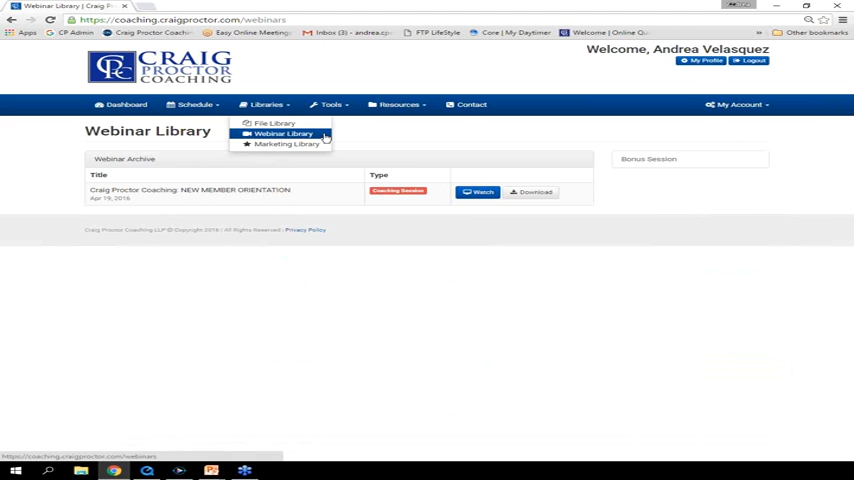 Webinar Library | Craig Pr
https://coaching.craigproctor.com/webinars
Apps CP Admin Craig Proctor Coachin Easy Online Meeting Inbox (3) - andrea.cp FTP LifeStyle Core | My Daytimer Welcome | Online Qu Other bookmarks
CRAIG
PROCTOR
COACHING
Welcome, Andrea Velasquez
My Profile Logout
Dashboard Schedule Libraries Tools Resources Contact My Account
File Library
Webinar Library
Marketing Library
Webinar Library
Webinar Archive
Bonus Session
Title Type
Craig Proctor Coaching: NEW MEMBER ORIENTATION Coaching Session Watch Download
Apr 19, 2016
Craig Proctor Coaching LLP © Copyright 2016 | All Rights Reserved | Privacy Policy
https://coaching.craigproctor.com/webinars